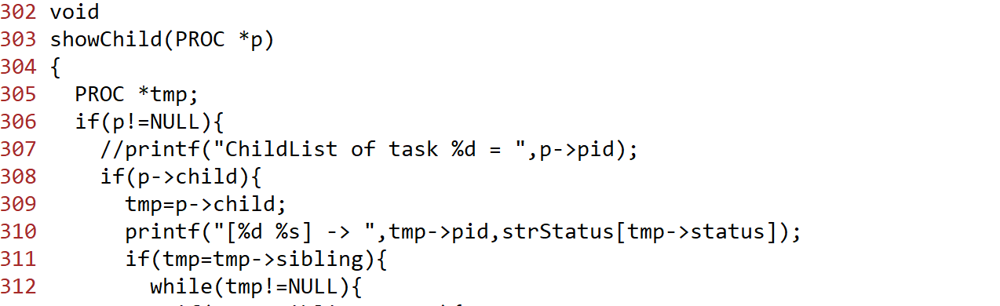 302 void
303 showChild(PROC *p)
304 {
305   PROC *tmp;
306   if(p!=NULL){
307     //printf("ChildList of task %d = ",p->pid);
308     if(p->child){
309       tmp=p->child;
310       printf("[%d %s] -> ",tmp->pid,strStatus[tmp->status]);
311       if(tmp=tmp->sibling){
312         while(tmp!=NULL){